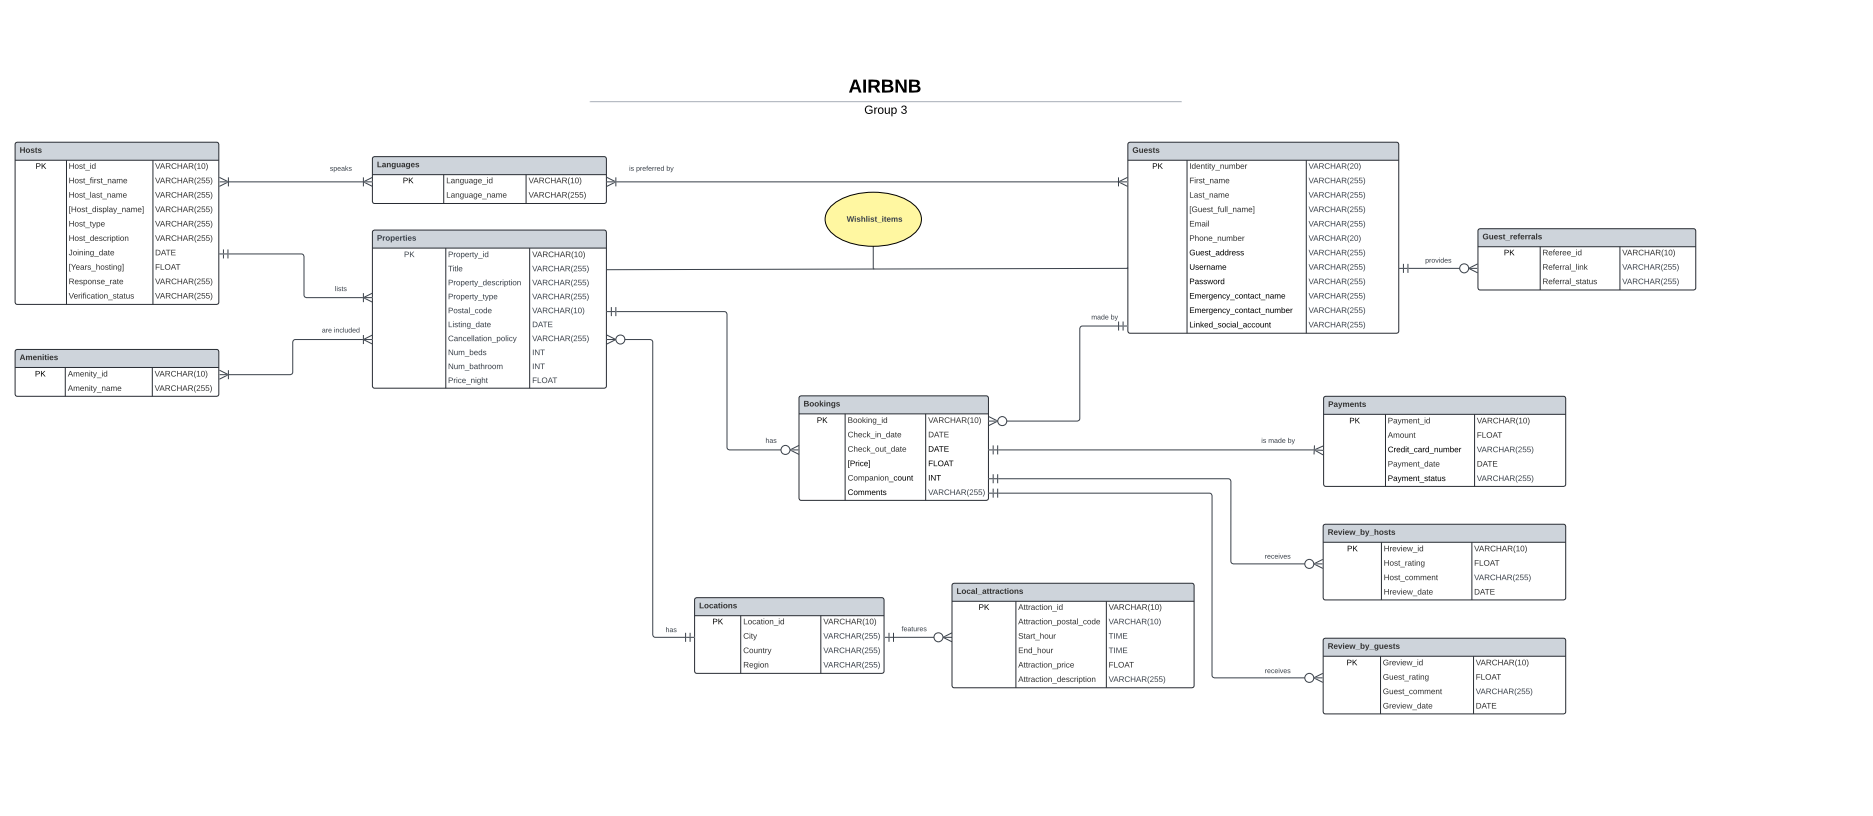 AIRBNB
Group 3
Hosts
PK Host_id VARCHAR(10)
Host_first_name VARCHAR(255)
Host_last_name VARCHAR(255)
[Host_display_name] VARCHAR(255)
Host_type VARCHAR(255)
Host_description VARCHAR(255)
Joining_date DATE
[Years_hosting] FLOAT
Response_rate VARCHAR(255)
Verification_status VARCHAR(255)
speaks
Languages
PK Language_id VARCHAR(10)
Language_name VARCHAR(255)
is preferred by
Wishlist_items
Guests
PK Identity_number VARCHAR(20)
First_name VARCHAR(255)
Last_name VARCHAR(255)
[Guest_full_name] VARCHAR(255)
Email VARCHAR(255)
Phone_number VARCHAR(20)
Guest_address VARCHAR(255)
Username VARCHAR(255)
Password VARCHAR(255)
Emergency_contact_name VARCHAR(255)
Emergency_contact_number VARCHAR(255)
Linked_social_account VARCHAR(255)
provides
Guest_referrals
PK Referee_id VARCHAR(10)
Referral_link VARCHAR(255)
Referral_status VARCHAR(255)
lists
are included
Properties
PK Property_id VARCHAR(10)
Title VARCHAR(255)
Property_description VARCHAR(255)
Property_type VARCHAR(255)
Postal_code VARCHAR(10)
Listing_date DATE
Cancellation_policy VARCHAR(255)
Num_beds INT
Num_bathroom INT
Price_night FLOAT
Amenities
PK Amenity_id VARCHAR(10)
Amenity_name VARCHAR(255)
made by
has
Bookings
PK Booking_id VARCHAR(10)
Check_in_date DATE
Check_out_date DATE
[Price] FLOAT
Companion_count INT
Comments VARCHAR(255)
is made by
Payments
PK Payment_id VARCHAR(10)
Amount FLOAT
Credit_card_number VARCHAR(255)
Payment_date DATE
Payment_status VARCHAR(255)
receives
Review_by_hosts
PK Hreview_id VARCHAR(10)
Host_rating FLOAT
Host_comment VARCHAR(255)
Hreview_date DATE
has
Locations
PK Location_id VARCHAR(10)
City VARCHAR(255)
Country VARCHAR(255)
Region VARCHAR(255)
features
Local_attractions
PK Attraction_id VARCHAR(10)
Attraction_postal_code VARCHAR(10)
Start_hour TIME
End_hour TIME
Attraction_price FLOAT
Attraction_description VARCHAR(255)
receives
Review_by_guests
PK Greview_id VARCHAR(10)
Guest_rating FLOAT
Guest_comment VARCHAR(255)
Greview_date DATE